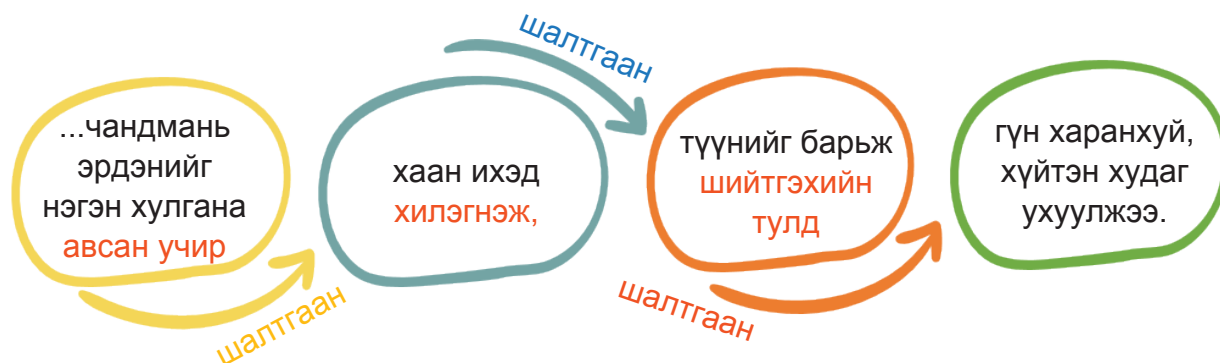 шалтгаан
...чандмань
эрдэнийг
нэгэн хулгана
авсан учир
шалтгаан
хаан ихэд
хилэгнэж,
түүнийг барьж
шийтгэхийн
тулд
шалтгаан
гүн харанхуй,
хүйтэн худаг
ухуулжээ.